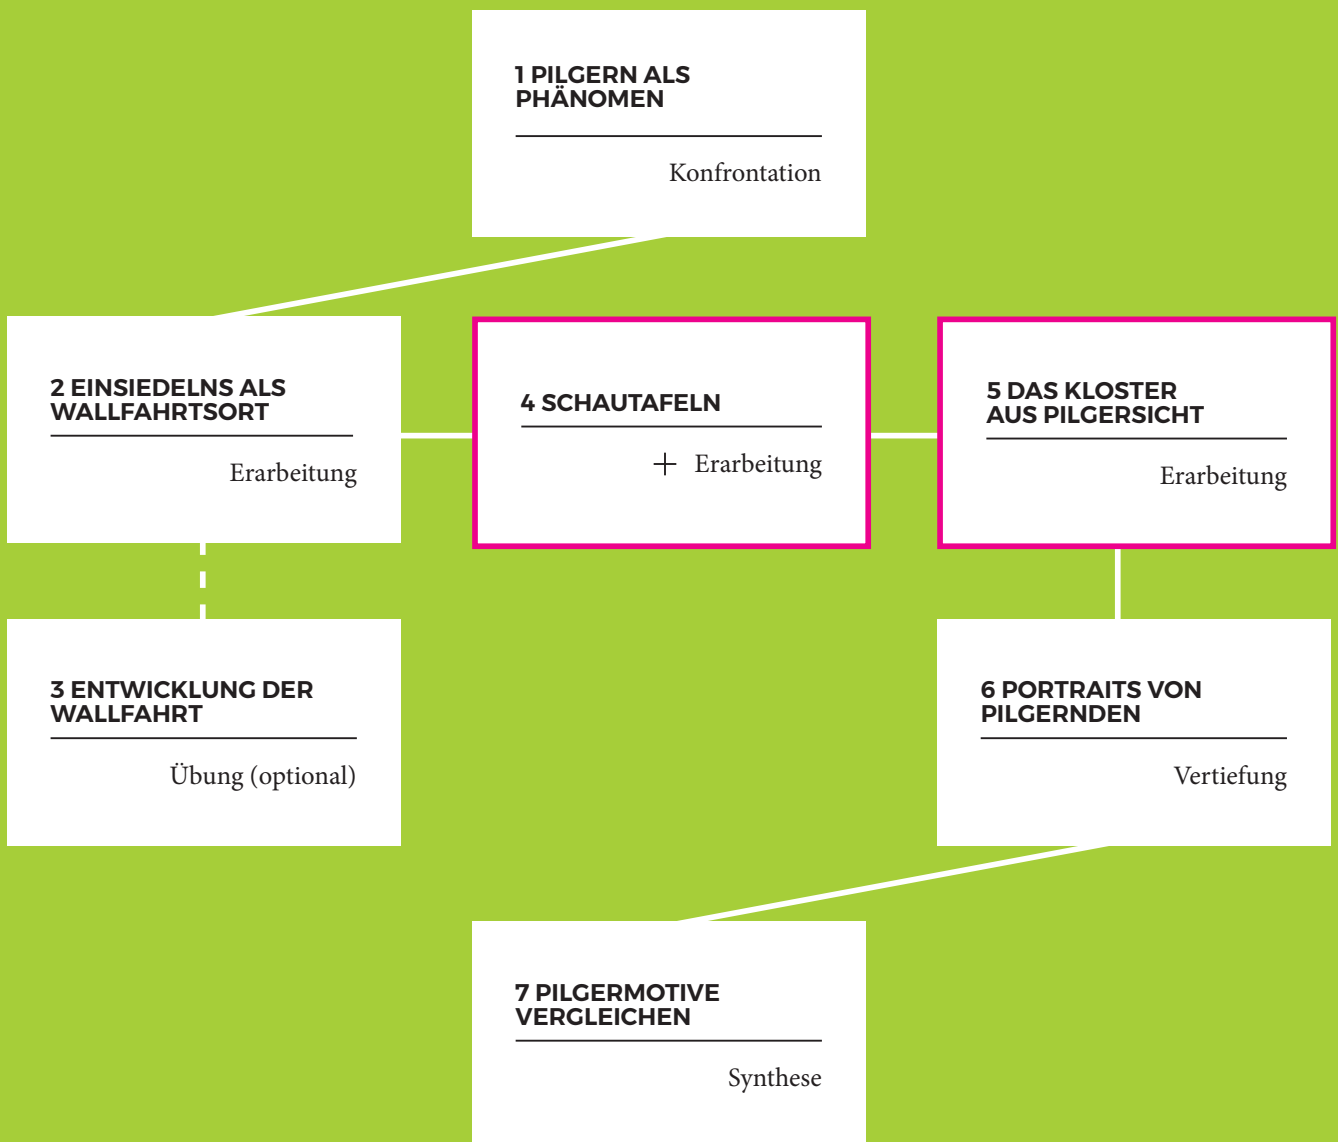 1 PILGERN ALS
PHÄNOMEN
Konfrontation
2 EINSIEDELNS ALS
WALLFAHRTSORT
Erarbeitung
4 SCHAUTAFELN
+ Erarbeitung
5 DAS KLOSTER
AUS PILGERSICHT
Erarbeitung
3 ENTWICKLUNG DER
WALLFAHRT
Übung (optional)
6 PORTRAITS VON
PILGERNDEN
Vertiefung
7 PILGERMOTIVE
VERGLEICHEN
Synthese